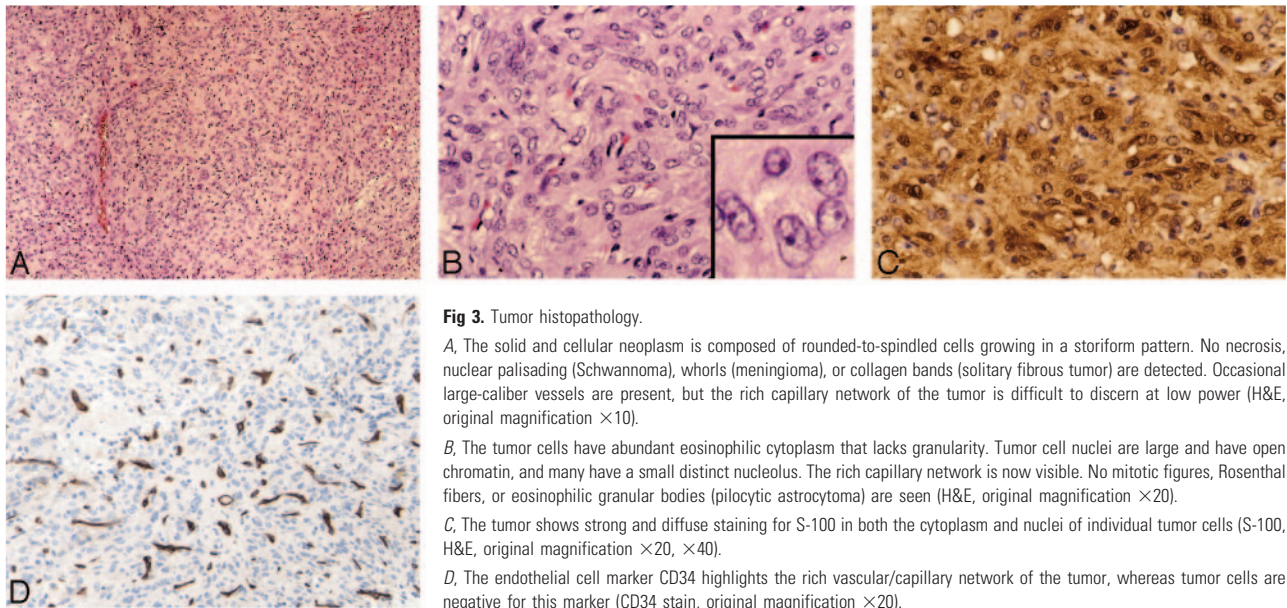 A
B
C
D
Fig 3. Tumor histopathology.
A, The solid and cellular neoplasm is composed of rounded-to-spindled cells growing in a storiform pattern. No necrosis,
nuclear palisading (Schwannoma), whorls (meningioma), or collagen bands (solitary fibrous tumor) are detected. Occasional
large-caliber vessels are present, but the rich capillary network of the tumor is difficult to discern at low power (H&E,
original magnification ×10).
B, The tumor cells have abundant eosinophilic cytoplasm that lacks granularity. Tumor cell nuclei are large and have open
chromatin, and many have a small distinct nucleolus. The rich capillary network is now visible. No mitotic figures, Rosenthal
fibers, or eosinophilic granular bodies (pilocytic astrocytoma) are seen (H&E, original magnification ×20).
C, The tumor shows strong and diffuse staining for S-100 in both the cytoplasm and nuclei of individual tumor cells (S-100,
H&E, original magnification ×20, ×40).
D, The endothelial cell marker CD34 highlights the rich vascular/capillary network of the tumor, whereas tumor cells are
negative for this marker (CD34 stain, original magnification ×20).